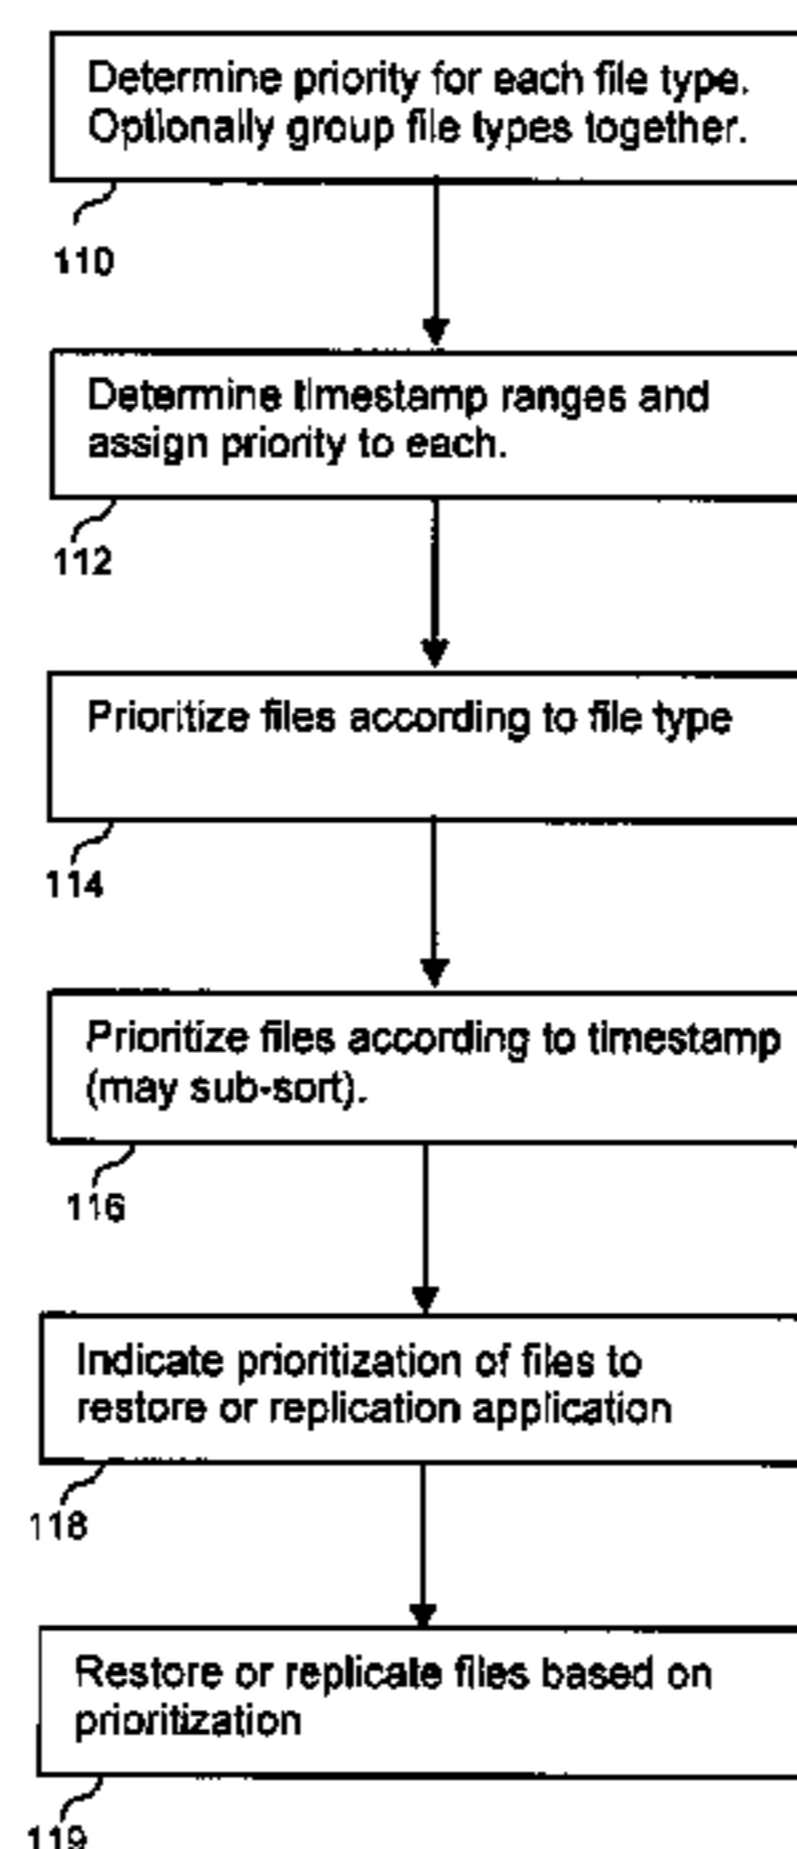 Determine priority for each file type.
Optionally group file types together.
110
Determine timestamp ranges and
assign priority to each.
112
Prioritize files according to file type
114
Prioritize files according to timestamp
(may sub-sort).
116
Indicate prioritization of files to
restore or replication application
118
Restore or replicate files based on
prioritization
119